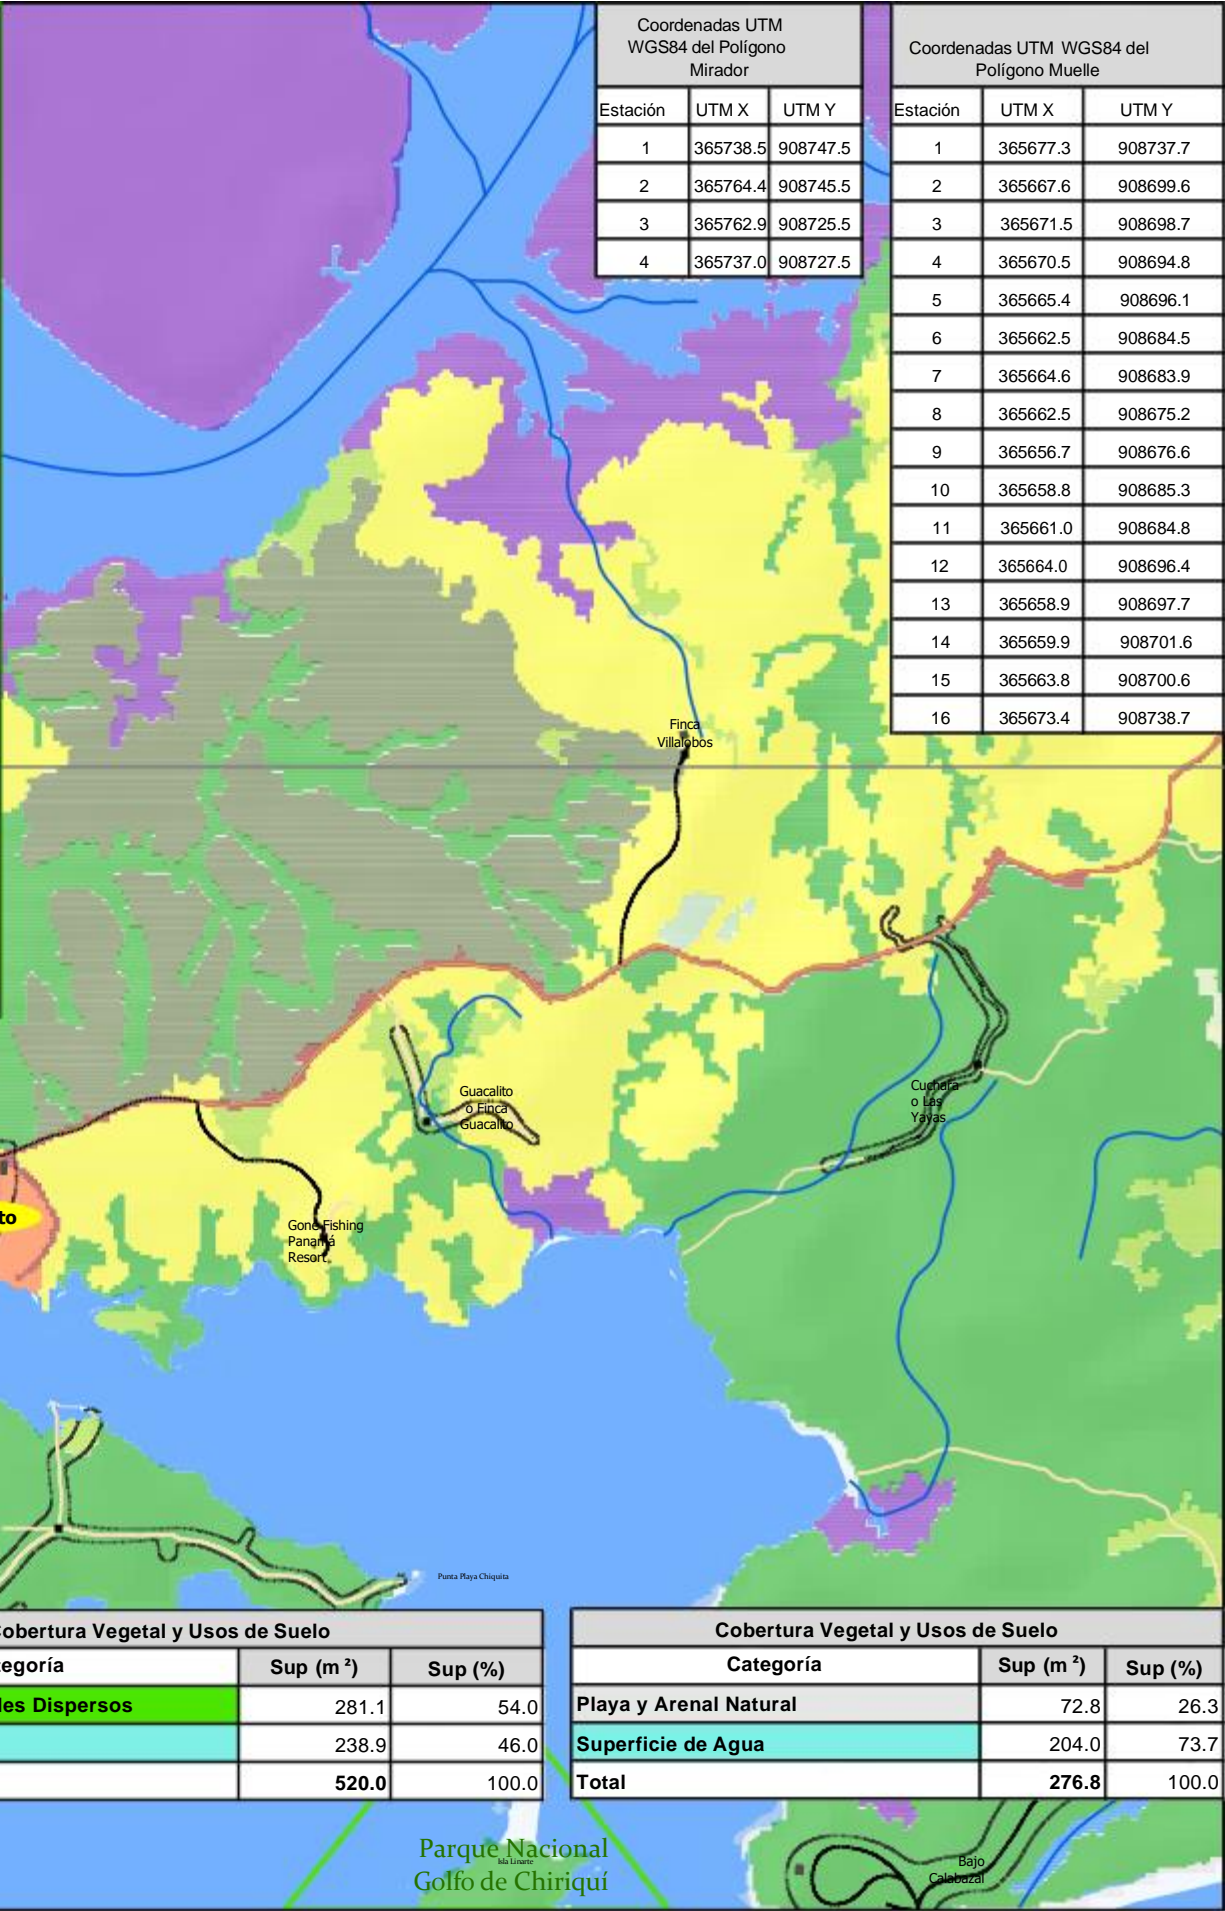 Coordenadas UTM
WGS84 del Polígono
Mirador
Estación UTM X UTM Y
1 365738.5 908747.5
2 365764.4 908745.5
3 365762.9 908725.5
4 365737.0 908727.5
Coordenadas UTM WGS84 del
Polígono Muelle
Estación UTM X UTM Y
1 365677.3 908737.7
2 365667.6 908699.6
3 365671.5 908698.7
4 365670.5 908694.8
5 365665.4 908696.1
6 365662.5 908684.5
7 365664.6 908683.9
8 365662.5 908675.2
9 365656.7 908676.6
10 365658.8 908685.3
11 365661.0 908684.8
12 365664.0 908696.4
13 365658.9 908697.7
14 365659.9 908701.6
15 365663.8 908700.6
16 365673.4 908738.7
Finca
Villalobos
Guacalito
o Finca
Guacalito
Cuchara
o Las
Yayas
to
Gone Fishing
Panamá
Resort
Punta Playa Chiquita
Cobertura Vegetal y Usos de Suelo
egoría Sup (m²) Sup (%)
les Dispersos 281.1 54.0
238.9 46.0
520.0 100.0
Cobertura Vegetal y Usos de Suelo
Categoría Sup (m²) Sup (%)
Playa y Arenal Natural 72.8 26.3
Superficie de Agua 204.0 73.7
Total 276.8 100.0
Parque Nacional
Isla Linarte
Golfo de Chiriquí
Bajo
Calabazal